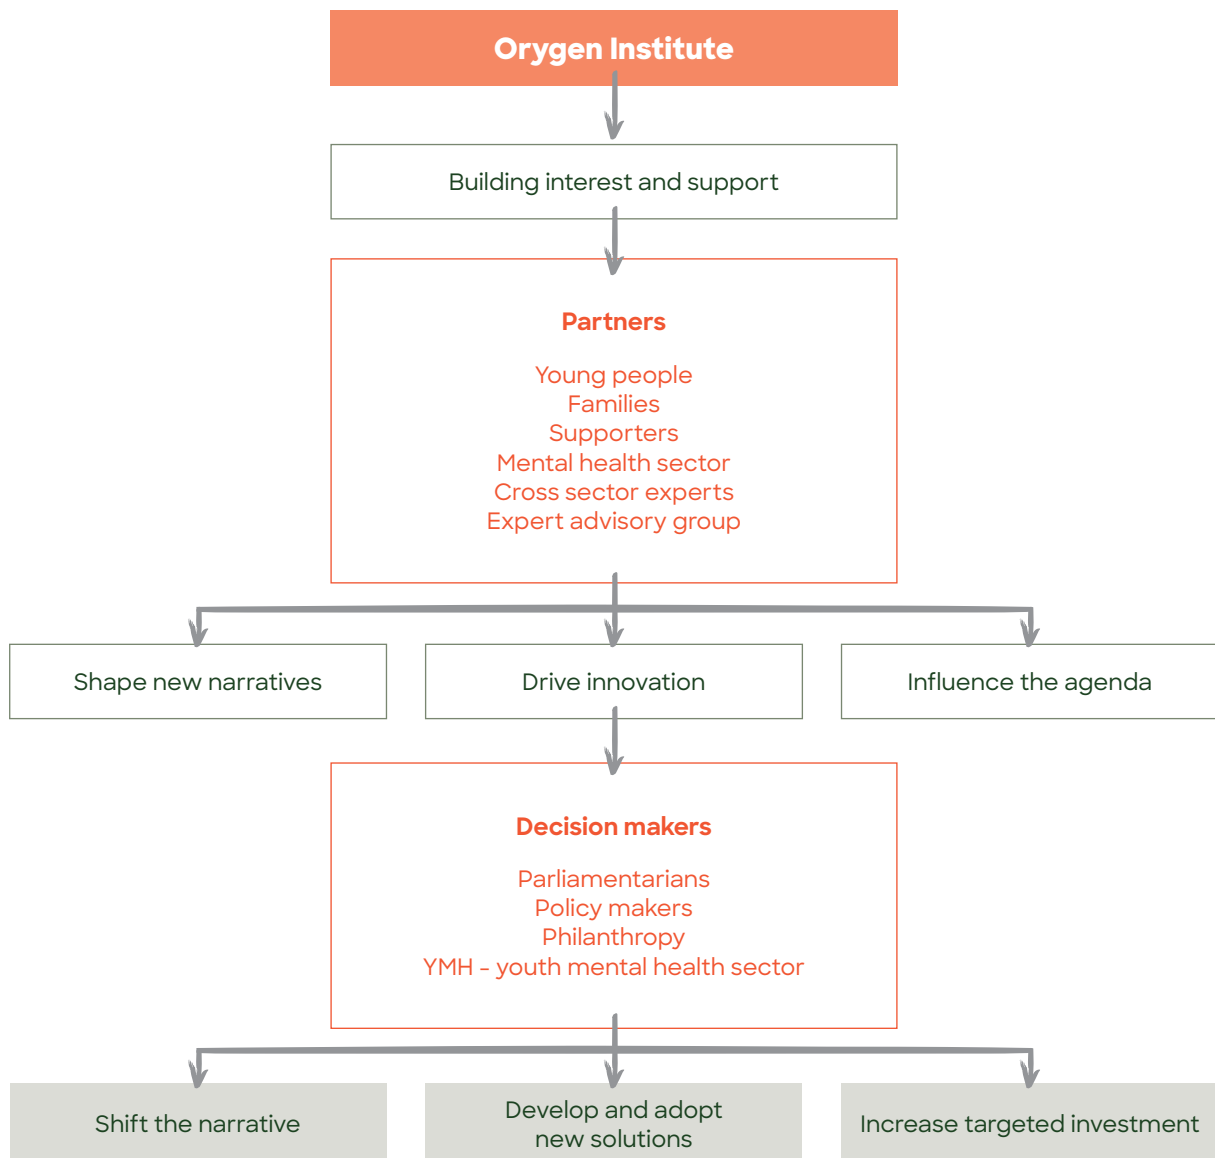 Orygen Institute
Building interest and support
Partners
Young people
Families
Supporters
Mental health sector
Cross sector experts
Expert advisory group
Shape new narratives
Drive innovation
Influence the agenda
Decision makers
Parliamentarians
Policy makers
Philanthropy
YMH – youth mental health sector
Shift the narrative
Develop and adopt
new solutions
Increase targeted investment